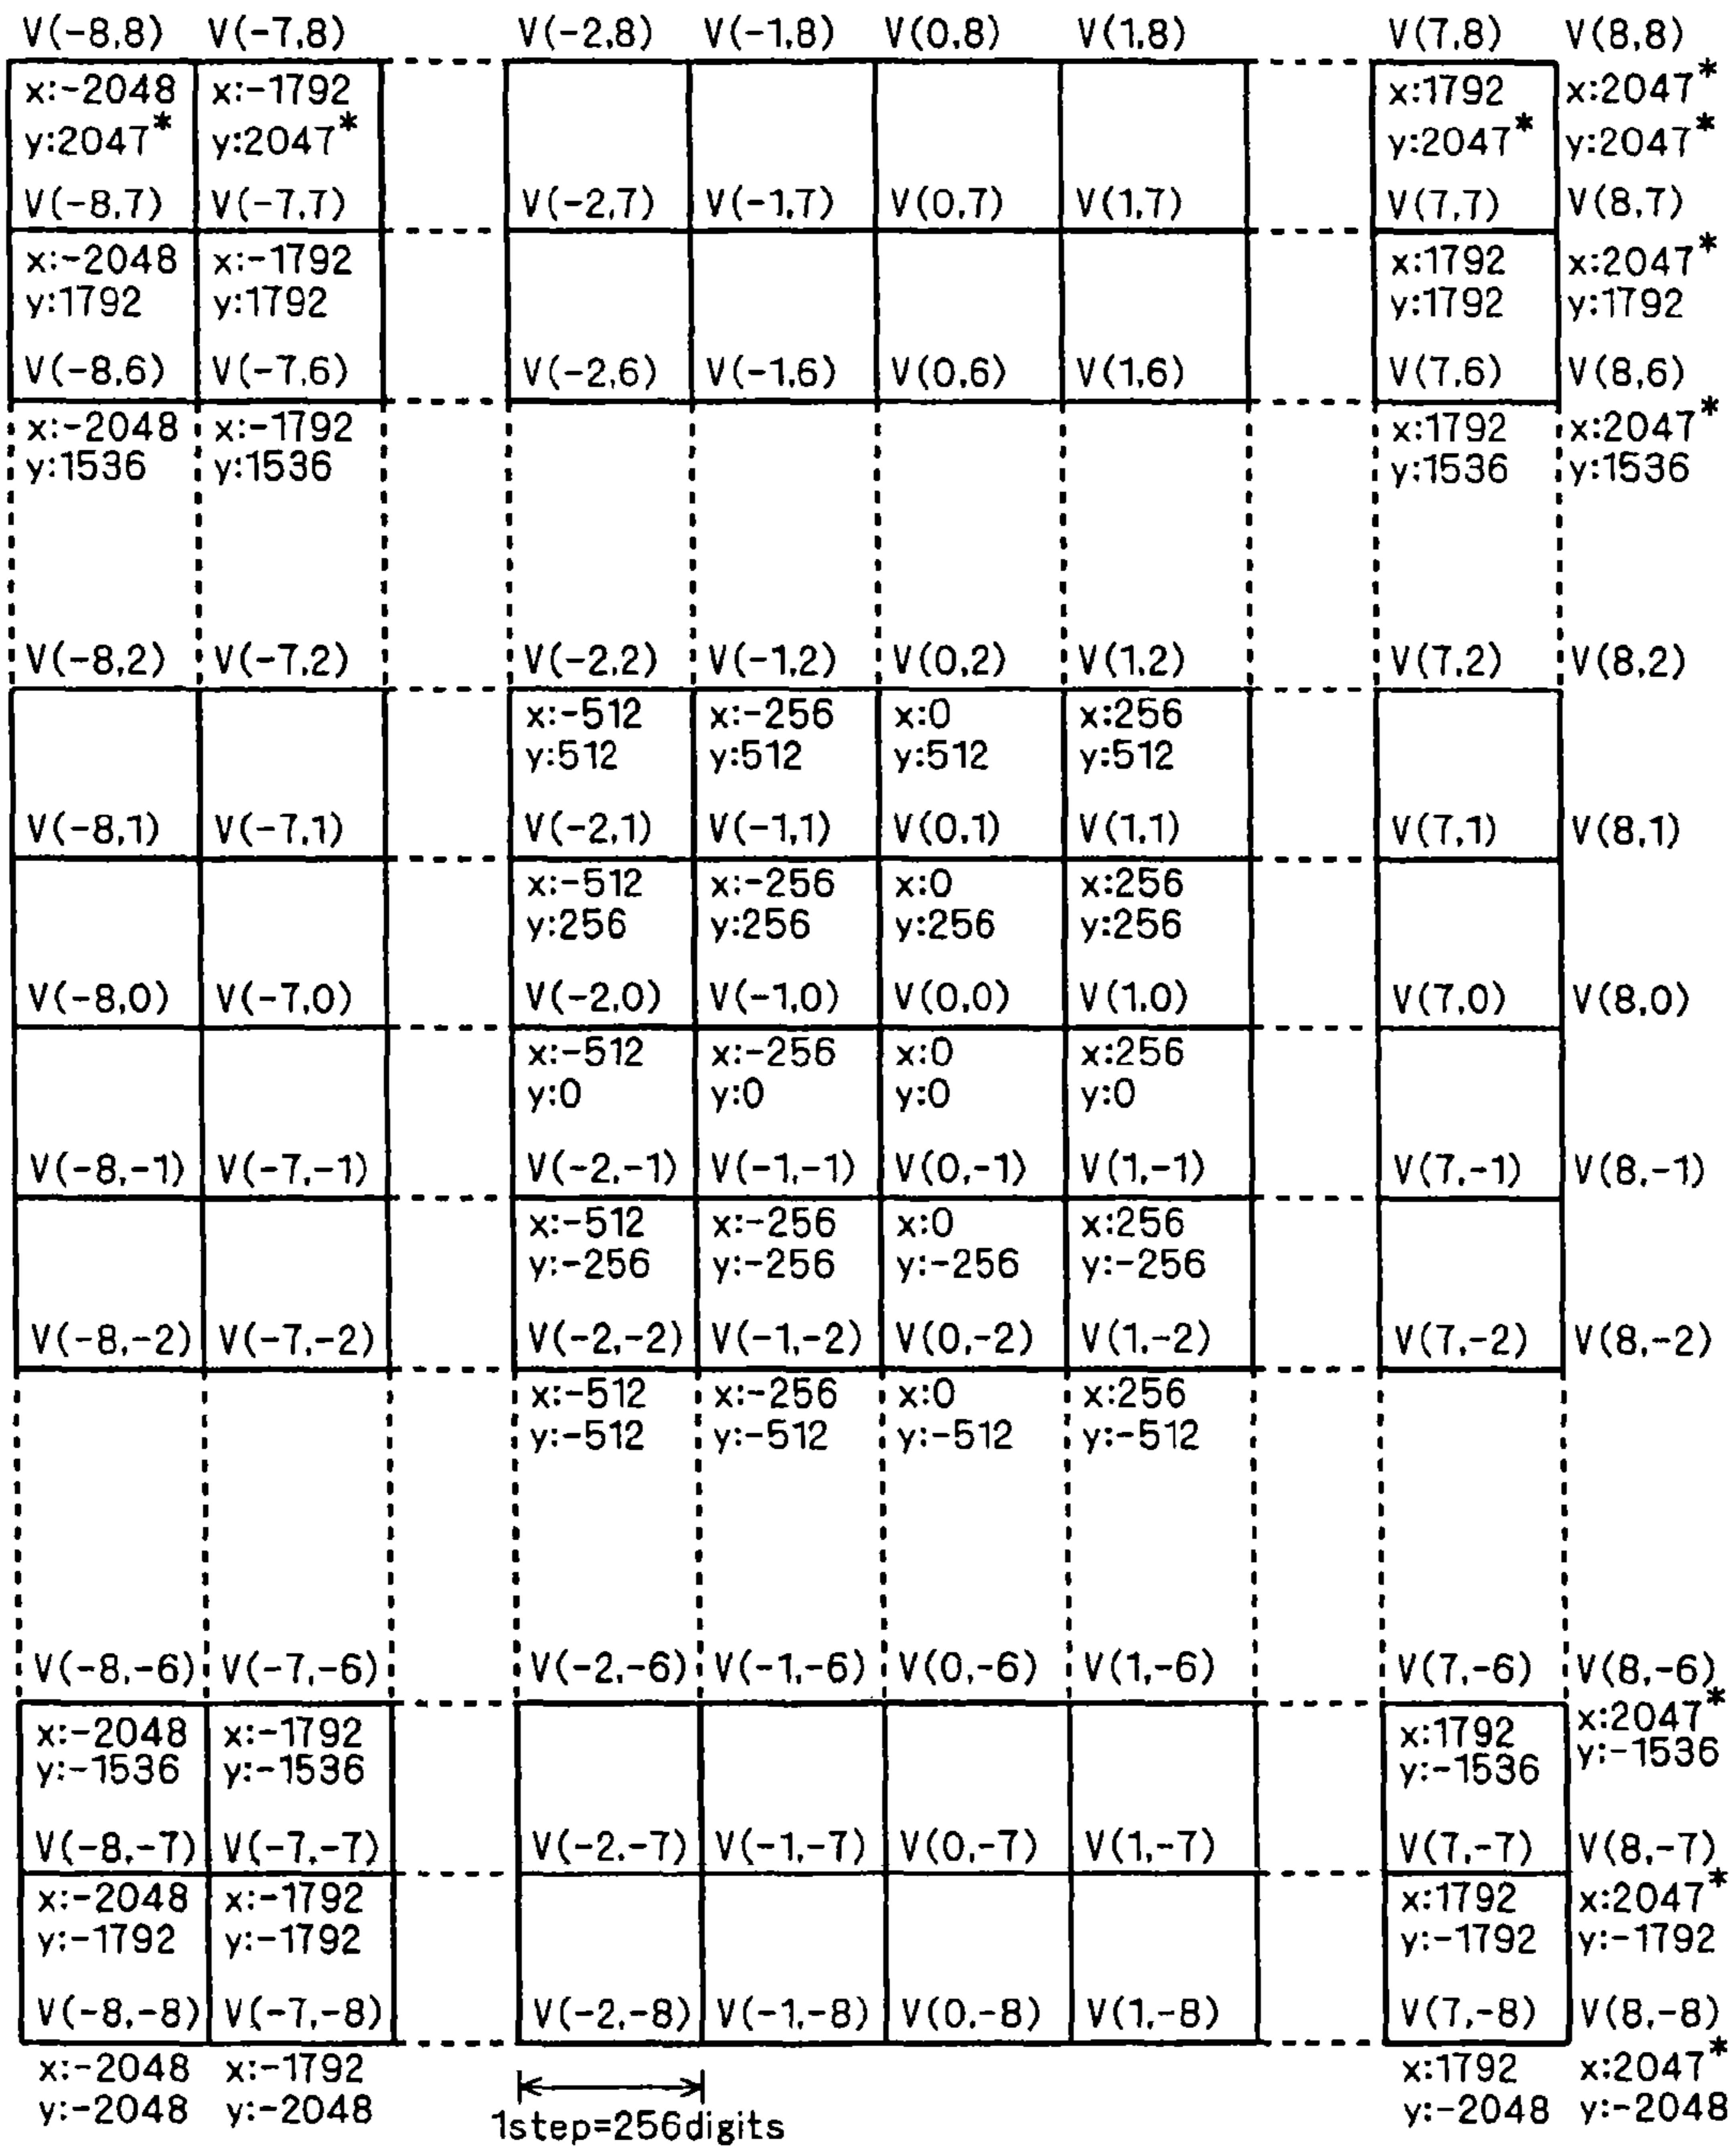 V(-8,8) V(-7,8) V(-2,8) V(-1,8) V(0,8) V(1,8) V(7,8) V(8,8)
x:-2048 x:-1792 x:1792 x:2047*
y:2047* y:2047* y:2047* y:2047*
V(-8,7) V(-7,7) V(-2,7) V(-1,7) V(0,7) V(1,7) V(7,7) V(8,7)
x:-2048 x:-1792 x:1792 x:2047*
y:1792 y:1792 y:1792 y:1792
V(-8,6) V(-7,6) V(-2,6) V(-1,6) V(0,6) V(1,6) V(7,6) V(8,6)
x:-2048 x:-1792 x:1792 x:2047*
y:1536 y:1536 y:1536 y:1536
V(-8,2) V(-7,2) V(-2,2) V(-1,2) V(0,2) V(1,2) V(7,2) V(8,2)
x:-512 x:-256 x:0 x:256
y:512 y:512 y:512 y:512
V(-8,1) V(-7,1) V(-2,1) V(-1,1) V(0,1) V(1,1) V(7,1) V(8,1)
x:-512 x:-256 x:0 x:256
y:256 y:256 y:256 y:256
V(-8,0) V(-7,0) V(-2,0) V(-1,0) V(0,0) V(1,0) V(7,0) V(8,0)
x:-512 x:-256 x:0 x:256
y:0 y:0 y:0 y:0
V(-8,-1) V(-7,-1) V(-2,-1) V(-1,-1) V(0,-1) V(1,-1) V(7,-1) V(8,-1)
x:-512 x:-256 x:0 x:256
y:-256 y:-256 y:-256 y:-256
V(-8,-2) V(-7,-2) V(-2,-2) V(-1,-2) V(0,-2) V(1,-2) V(7,-2) V(8,-2)
x:-512 x:-256 x:0 x:256
y:-512 y:-512 y:-512 y:-512
V(-8,-6) V(-7,-6) V(-2,-6) V(-1,-6) V(0,-6) V(1,-6) V(7,-6) V(8,-6)
x:-2048 x:-1792 x:1792 x:2047*
y:-1536 y:-1536 y:-1536 y:-1536
V(-8,-7) V(-7,-7) V(-2,-7) V(-1,-7) V(0,-7) V(1,-7) V(7,-7) V(8,-7)
x:-2048 x:-1792 x:1792 x:2047*
y:-1792 y:-1792 y:-1792 y:-1792
V(-8,-8) V(-7,-8) V(-2,-8) V(-1,-8) V(0,-8) V(1,-8) V(7,-8) V(8,-8)
x:-2048 x:-1792 x:1792 x:2047*
y:-2048 y:-2048 y:-2048 y:-2048
1step=256digits